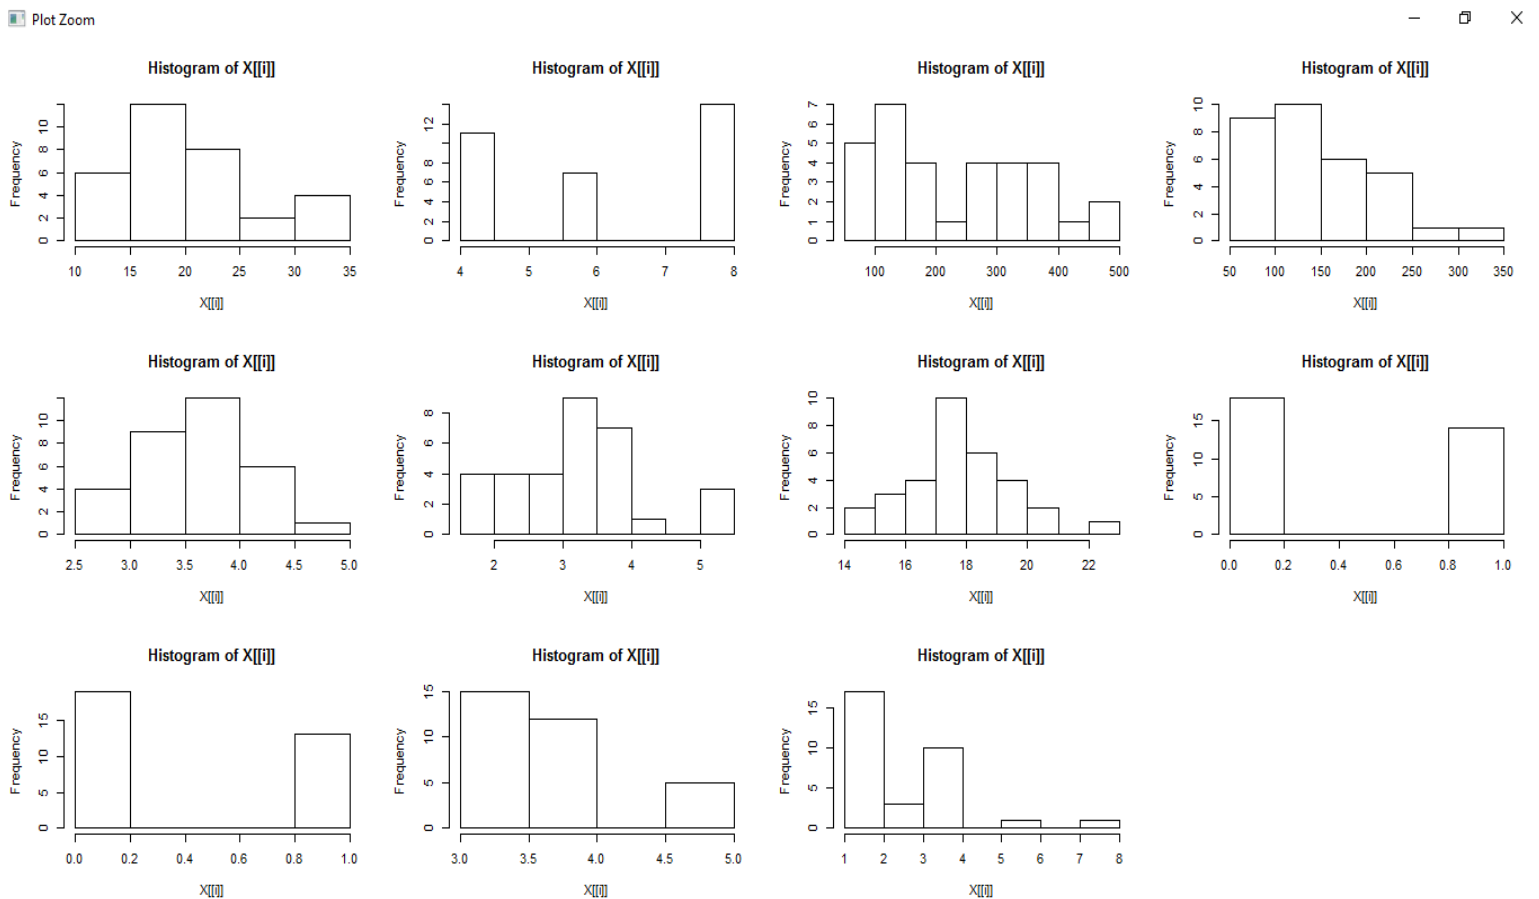 Plot Zoom
Histogram of X[[i]]
Frequency
0 2 4 6 8 10
10 15 20 25 30 35
X[[i]]
Histogram of X[[i]]
Frequency
0 2 4 6 8 12
4 5 6 7 8
X[[i]]
Histogram of X[[i]]
Frequency
0 1 2 3 4 5 6 7
100 200 300 400 500
X[[i]]
Histogram of X[[i]]
Frequency
0 2 4 6 8 10
50 100 150 200 250 300 350
X[[i]]
Histogram of X[[i]]
Frequency
0 2 4 6 8 10
2.5 3.0 3.5 4.0 4.5 5.0
X[[i]]
Histogram of X[[i]]
Frequency
0 2 4 6 8
2 3 4 5
X[[i]]
Histogram of X[[i]]
Frequency
0 2 4 6 8 10
14 16 18 20 22
X[[i]]
Histogram of X[[i]]
Frequency
0 5 10 15
0.0 0.2 0.4 0.6 0.8 1.0
X[[i]]
Histogram of X[[i]]
Frequency
0 5 10 15
0.0 0.2 0.4 0.6 0.8 1.0
X[[i]]
Histogram of X[[i]]
Frequency
0 5 10 15
3.0 3.5 4.0 4.5 5.0
X[[i]]
Histogram of X[[i]]
Frequency
0 5 10 15
1 2 3 4 5 6 7 8
X[[i]]